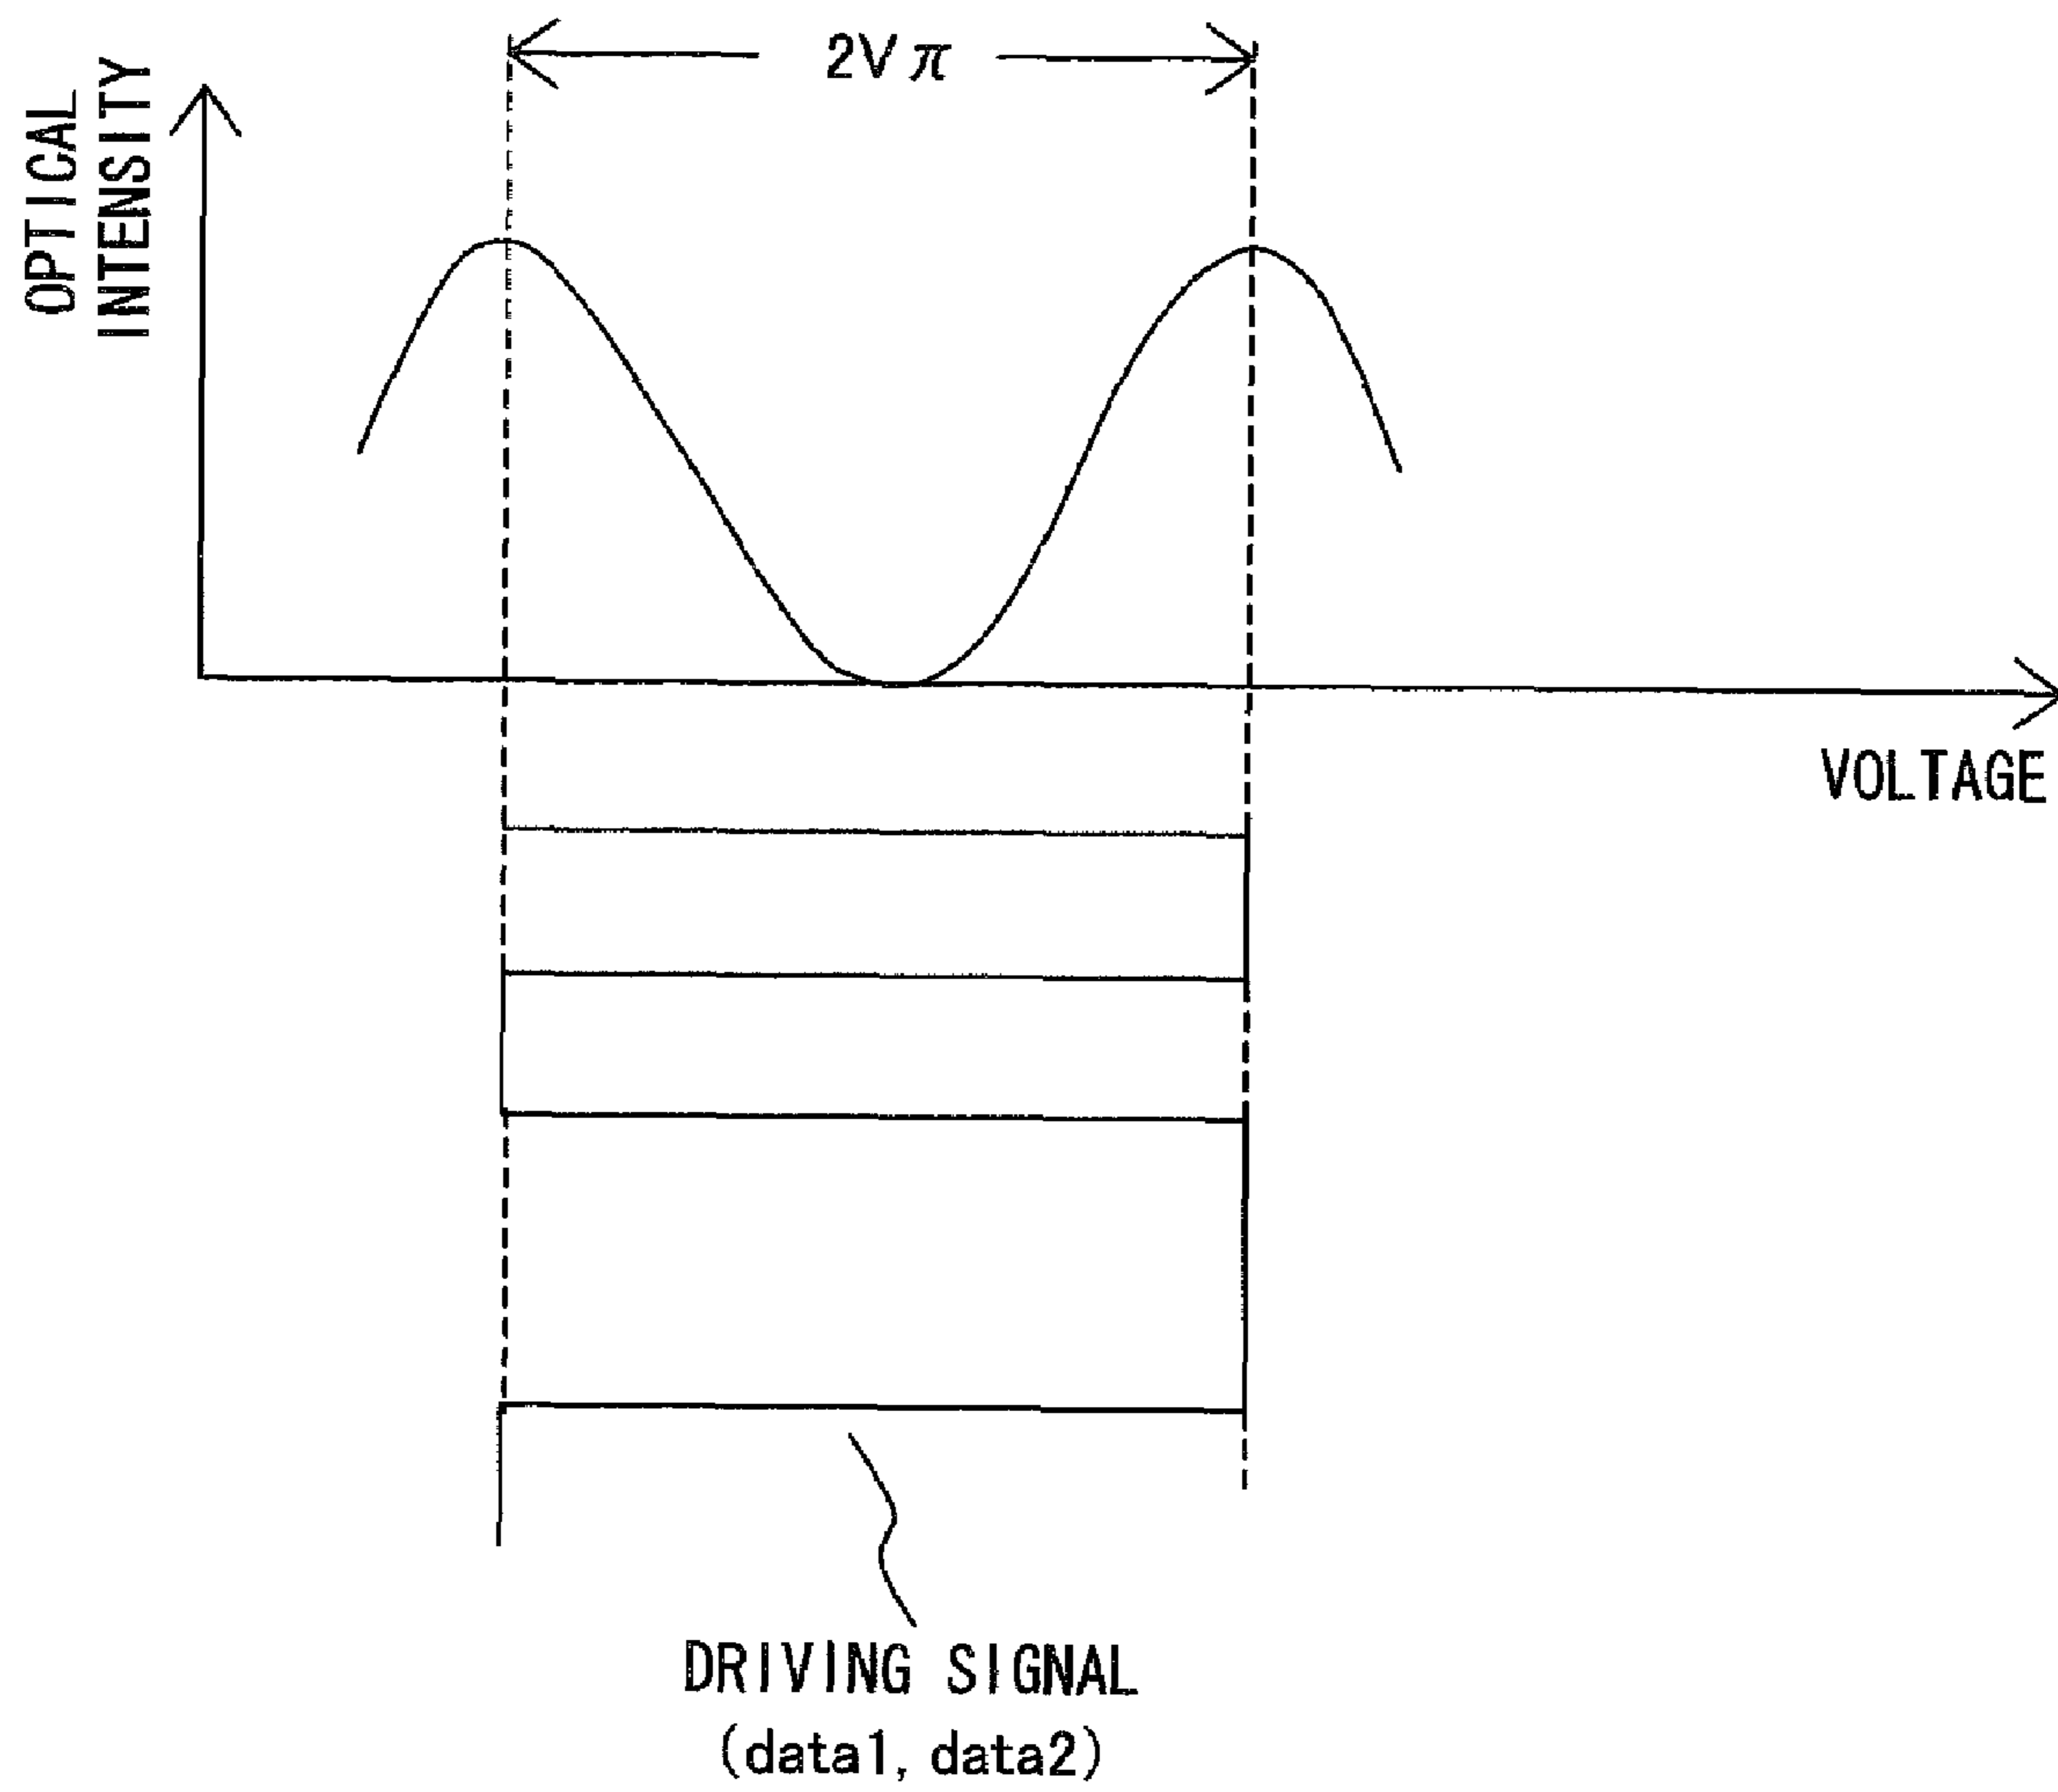 2Vπ
OPTICAL
INTENSITY
VOLTAGE
DRIVING SIGNAL
(data1, data2)